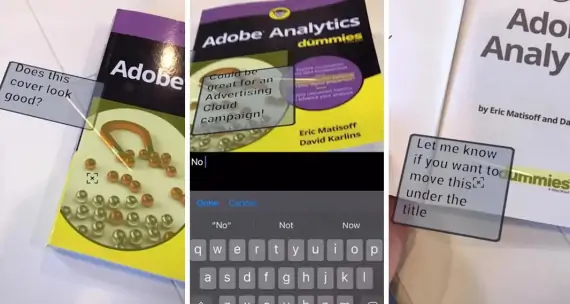 Does this
cover look
good?
Adobe
Adobe Analytics
dummies
Could be
great for an
Advertising
Cloud
campaign!
Eric Matisoff
David Karlins
No
Done Cancel
"No" Not Now
q w e r t y u i o p
a s d f g h j k l
Ado
Analy
by Eric Matisoff and Da
dummies
Let me know
if you want to
move this
under the
title